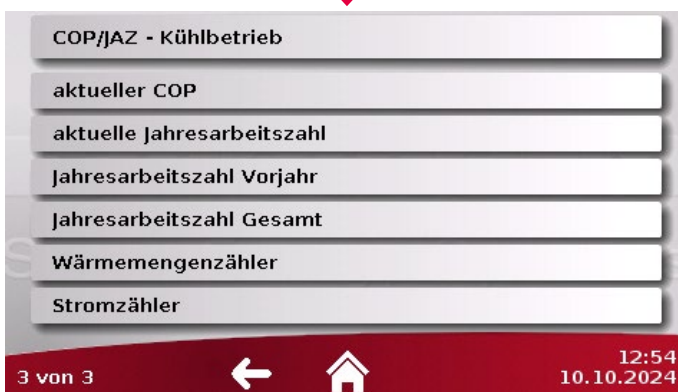 COP/JAZ - Kühlbetrieb
aktueller COP
aktuelle Jahresarbeitszahl
Jahresarbeitszahl Vorjahr
Jahresarbeitszahl Gesamt
Wärmemengenzähler
Stromzähler
3 von 3
12:54
10.10.2024